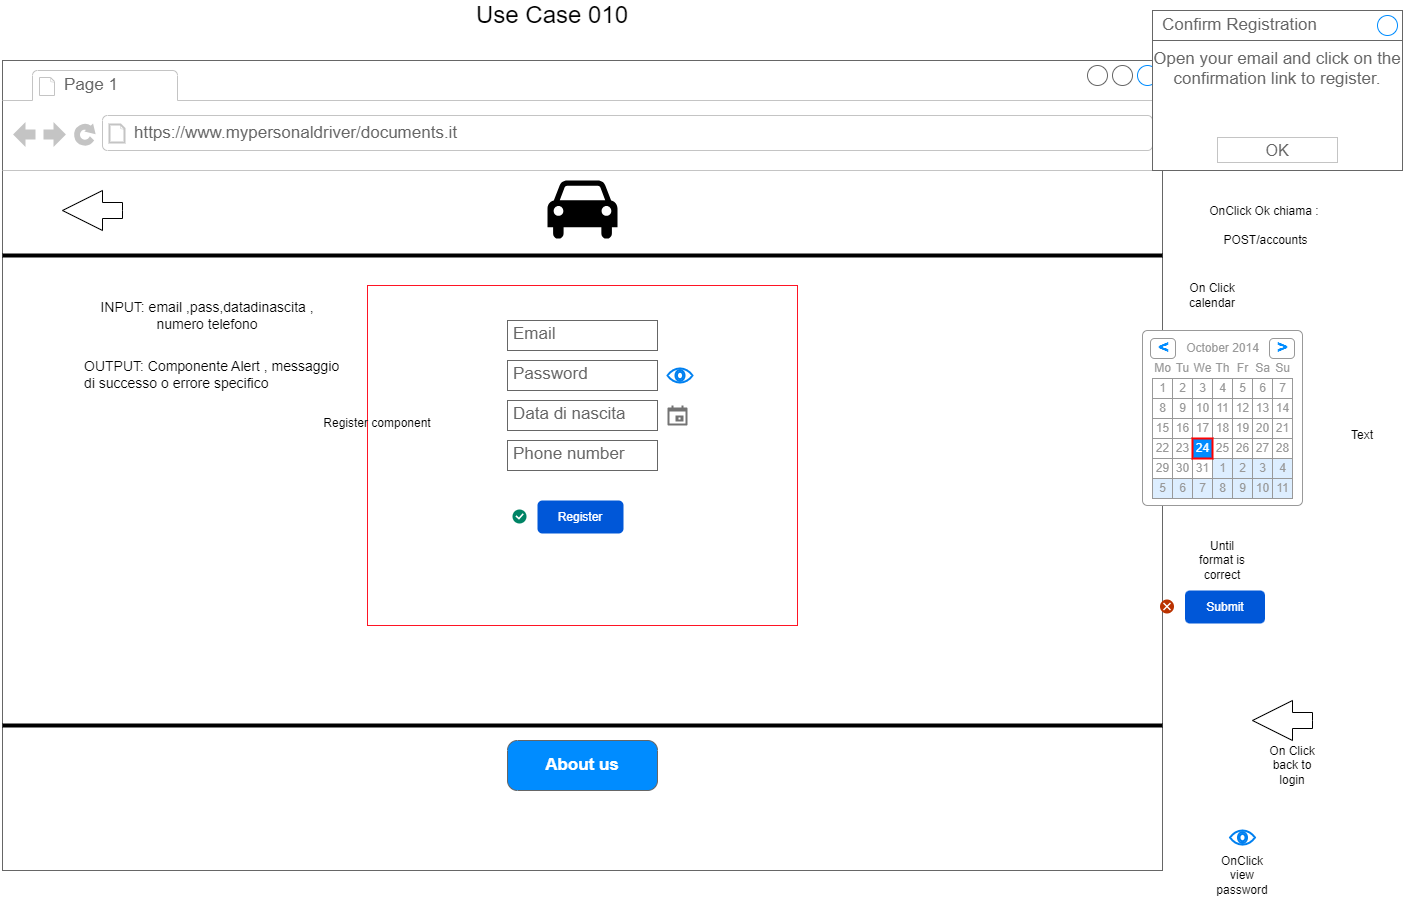 Use Case 010
Confirm Registration
Open your email and click on the
confirmation link to register.
OK
Page 1
https://www.mypersonaldriver/documents.it
OnClick Ok chiama :
POST/accounts
On Click
calendar
INPUT: email ,pass,datadinascita ,
numero telefono
OUTPUT: Componente Alert , messaggio
di successo o errore specifico
Register component
Email
Password
Data di nascita
Phone number
Register
< October 2014 >
Mo Tu We Th Fr Sa Su
1 2 3 4 5 6 7
8 9 10 11 12 13 14
15 16 17 18 19 20 21
22 23 24 25 26 27 28
29 30 31 1 2 3 4
5 6 7 8 9 10 11
Text
Until
format is
correct
Submit
On Click
back to
login
About us
OnClick
view
password